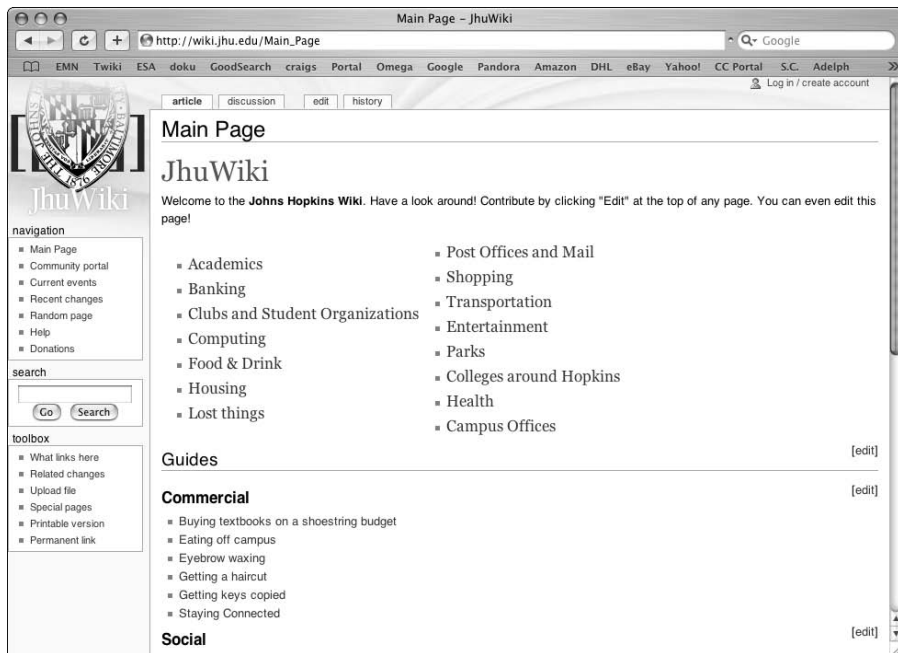 Main Page – JhuWiki
http://wiki.jhu.edu/Main_Page
Google
EMN Twiki ESA doku GoodSearch craigs Portal Omega Google Pandora Amazon DHL eBay Yahoo! CC Portal S.C. Adelph
Log in / create account
article discussion edit history
THE JOHNS
BALTIMORE
1876
JhuWiki
navigation
Main Page
Community portal
Current events
Recent changes
Random page
Help
Donations
search
Go Search
toolbox
What links here
Related changes
Upload file
Special pages
Printable version
Permanent link
Main Page
JhuWiki
Welcome to the Johns Hopkins Wiki. Have a look around! Contribute by clicking "Edit" at the top of any page. You can even edit this
page!
Academics
Banking
Clubs and Student Organizations
Computing
Food & Drink
Housing
Lost things
Post Offices and Mail
Shopping
Transportation
Entertainment
Parks
Colleges around Hopkins
Health
Campus Offices
Guides [edit]
Commercial [edit]
Buying textbooks on a shoestring budget
Eating off campus
Eyebrow waxing
Getting a haircut
Getting keys copied
Staying Connected
Social [edit]